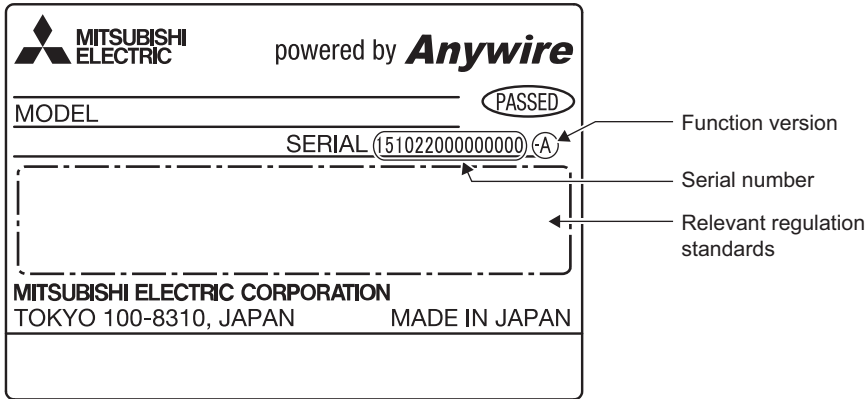 MITSUBISHI
ELECTRIC
powered by Anywire
PASSED
MODEL
SERIAL 151022000000000 -A
Function version
Serial number
Relevant regulation
standards
MITSUBISHI ELECTRIC CORPORATION
TOKYO 100-8310, JAPAN MADE IN JAPAN